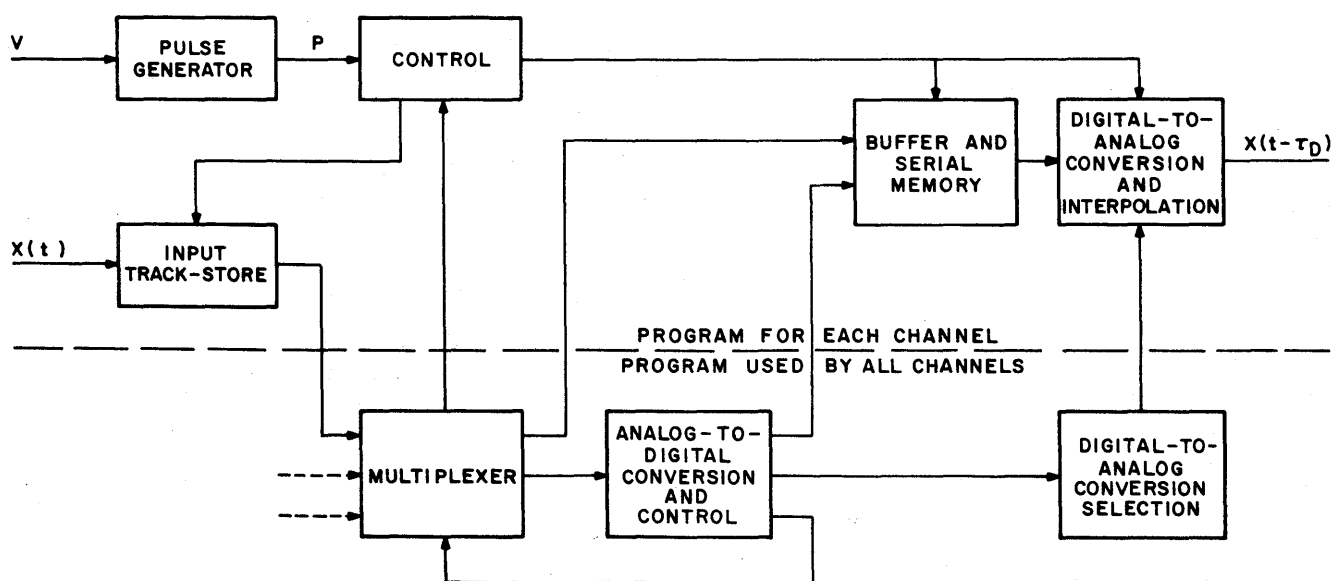 V
PULSE
GENERATOR
P
CONTROL
BUFFER AND
SERIAL
MEMORY
DIGITAL-TO-
ANALOG
CONVERSION
AND
INTERPOLATION
X(t-τD)
X(t)
INPUT
TRACK-STORE
PROGRAM FOR EACH CHANNEL
PROGRAM USED BY ALL CHANNELS
MULTIPLEXER
ANALOG-TO-
DIGITAL
CONVERSION
AND
CONTROL
DIGITAL-TO-
ANALOG
CONVERSION
SELECTION